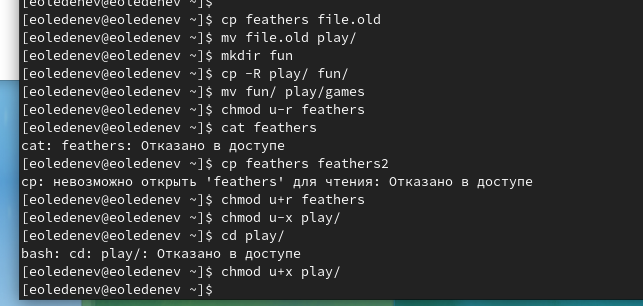 [eoledenev@eoledenev ~]$
[eoledenev@eoledenev ~]$ cp feathers file.old
[eoledenev@eoledenev ~]$ mv file.old play/
[eoledenev@eoledenev ~]$ mkdir fun
[eoledenev@eoledenev ~]$ cp -R play/ fun/
[eoledenev@eoledenev ~]$ mv fun/ play/games
[eoledenev@eoledenev ~]$ chmod u-r feathers
[eoledenev@eoledenev ~]$ cat feathers
cat: feathers: Отказано в доступе
[eoledenev@eoledenev ~]$ cp feathers feathers2
cp: невозможно открыть 'feathers' для чтения: Отказано в доступе
[eoledenev@eoledenev ~]$ chmod u+r feathers
[eoledenev@eoledenev ~]$ chmod u-x play/
[eoledenev@eoledenev ~]$ cd play/
bash: cd: play/: Отказано в доступе
[eoledenev@eoledenev ~]$ chmod u+x play/
[eoledenev@eoledenev ~]$